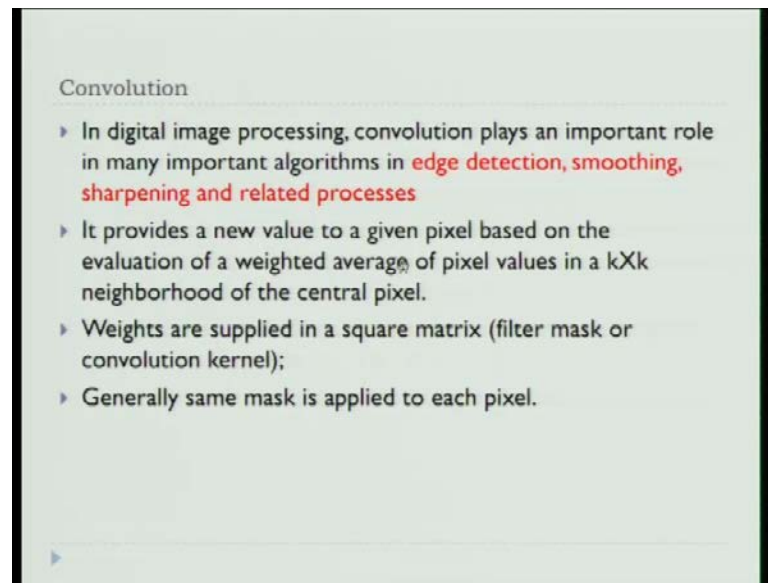 Convolution
In digital image processing, convolution plays an important role
in many important algorithms in edge detection, smoothing,
sharpening and related processes
It provides a new value to a given pixel based on the
evaluation of a weighted average of pixel values in a kXk
neighborhood of the central pixel.
Weights are supplied in a square matrix (filter mask or
convolution kernel);
Generally same mask is applied to each pixel.